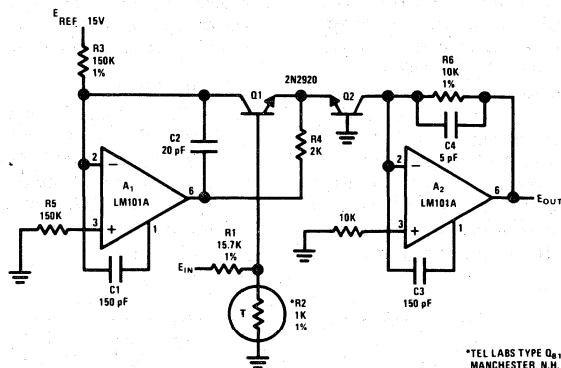 E REF 15V
R3
150K
1%
Q1
2N2920
Q2
R6
10K
1%
C4
5 pF
C2
20 pF
R4
2K
2
A1
LM101A
6
3
1
R5
150K
C1
150 pF
R1
15.7K
1%
EIN
T
*R2
1K
1%
2
A2
LM101A
6
EOUT
10K
3
1
C3
150 pF
*TEL LABS TYPE Q81
MANCHESTER N.H.